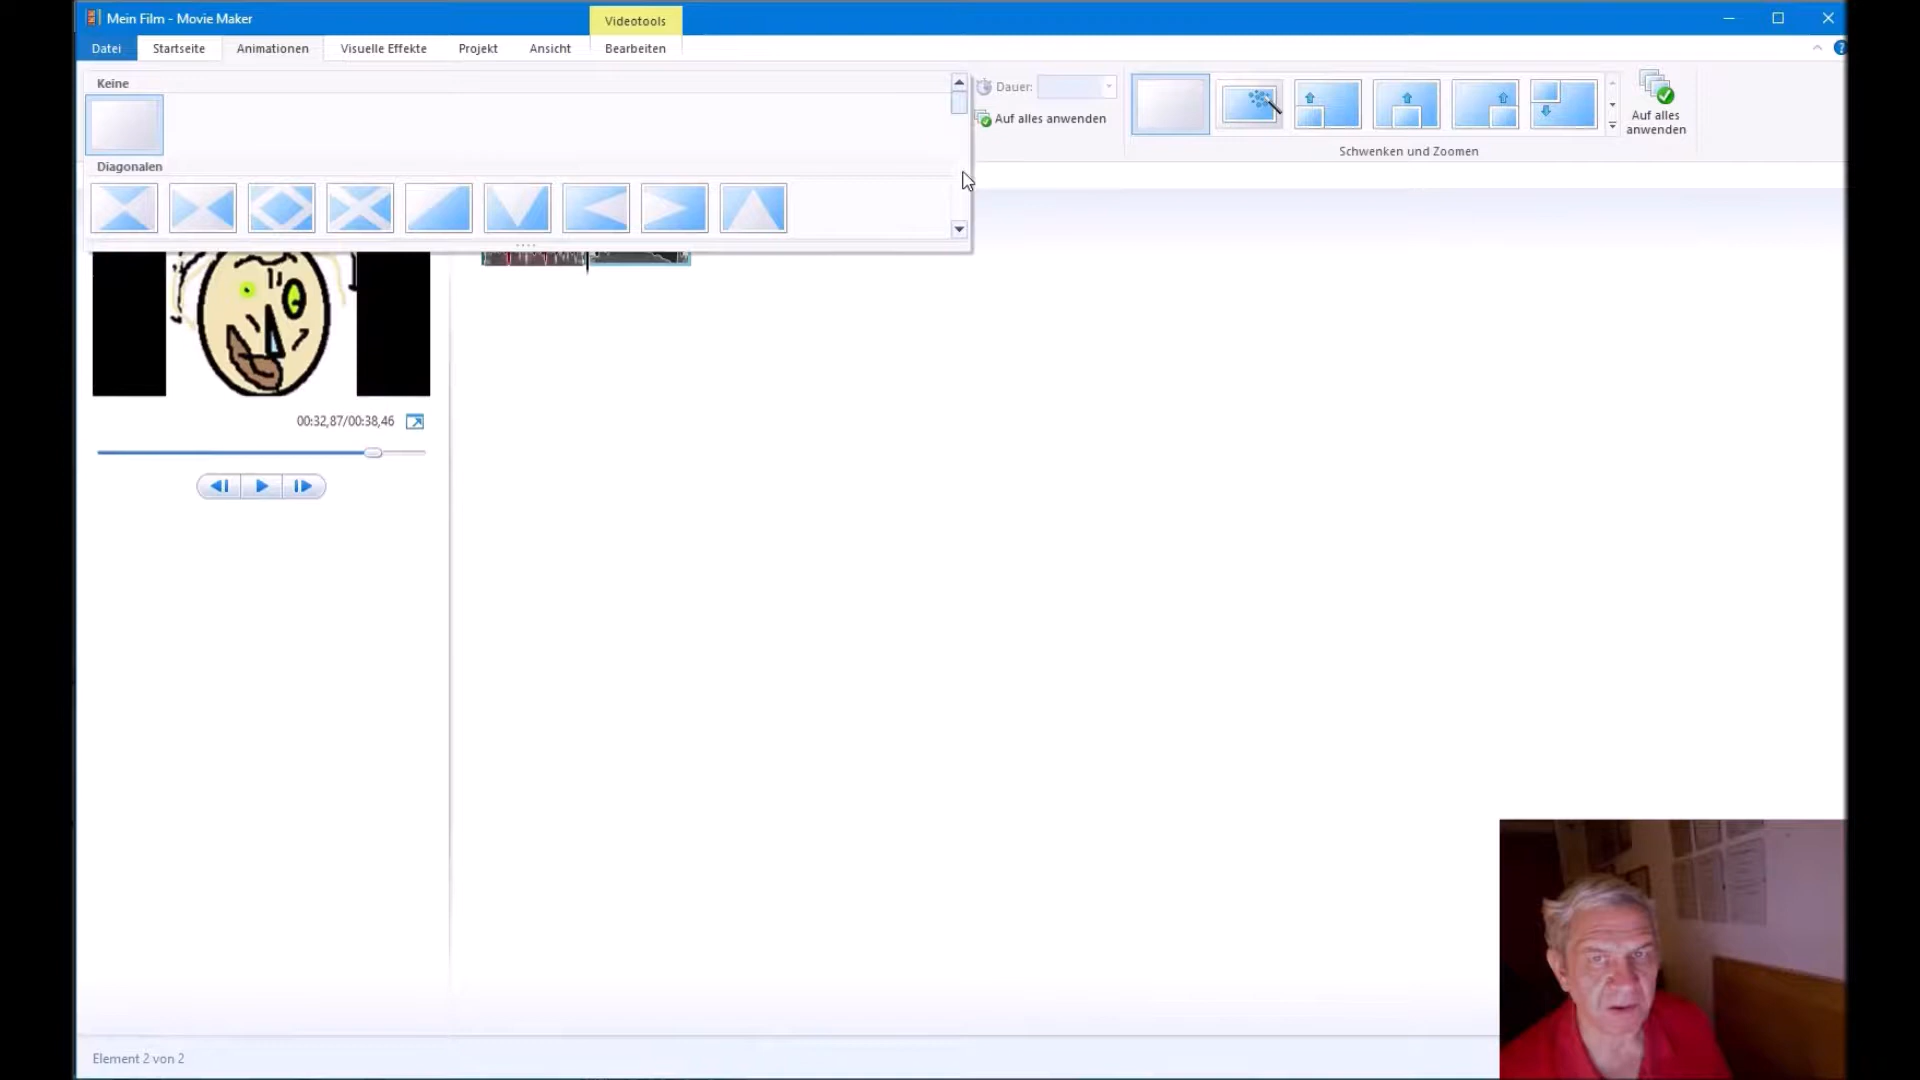 Mein Film - Movie Maker
Videotools
Datei Startseite Animationen Visuelle Effekte Projekt Ansicht Bearbeiten
Keine
Dauer:
Auf alles anwenden
Auf alles
anwenden
Schwenken und Zoomen
Diagonalen
00:32,87/00:38,46
Element 2 von 2